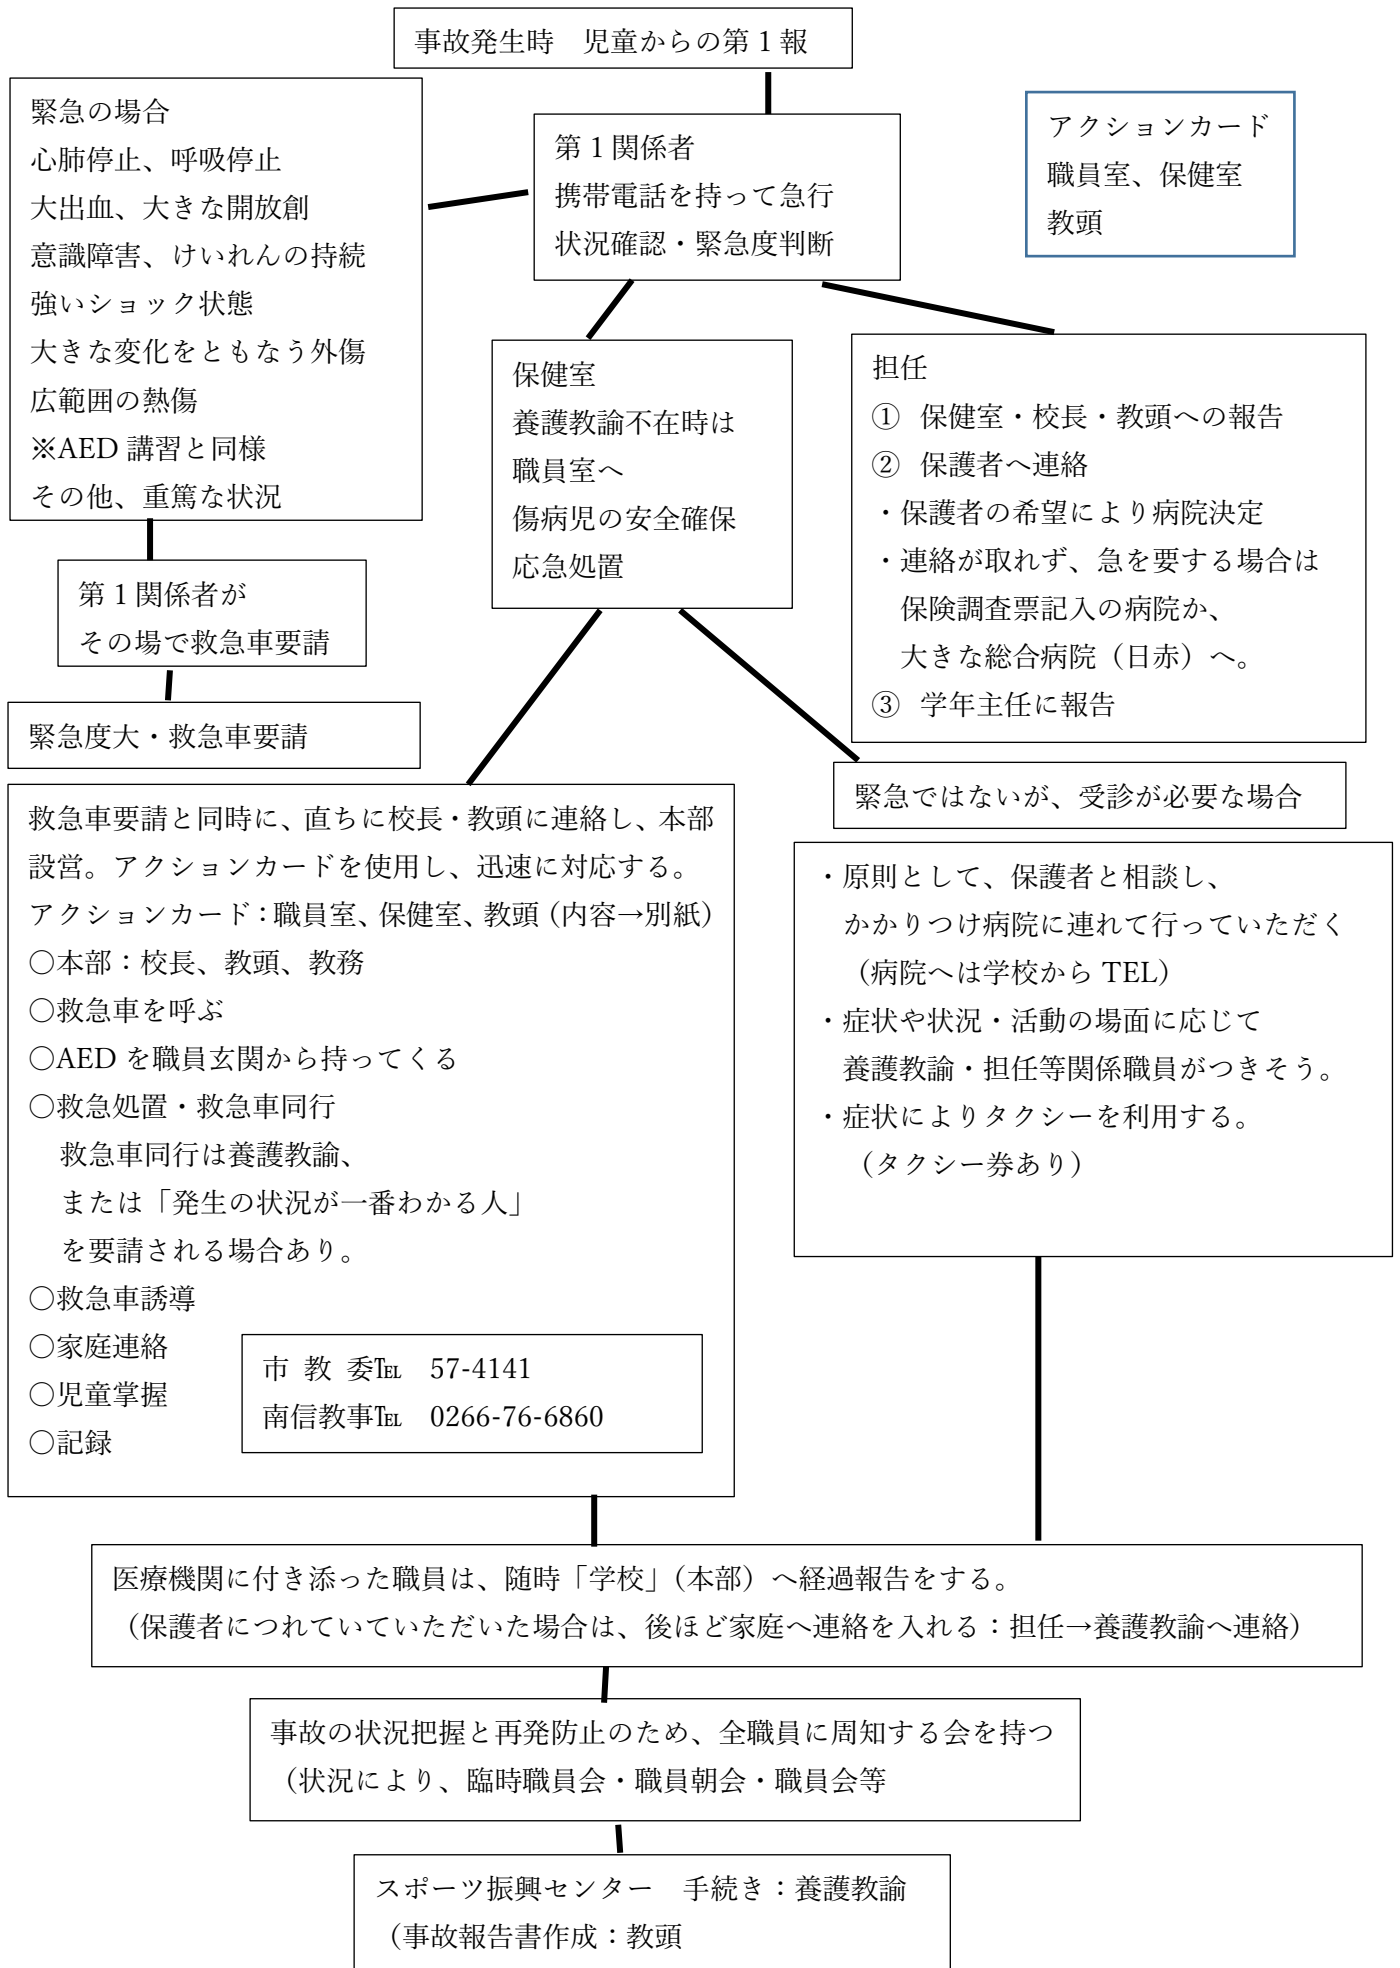 事故発生時　児童からの第１報
緊急の場合
心肺停止、呼吸停止
大出血、大きな開放創
意識障害、けいれんの持続
強いショック状態
大きな変化をともなう外傷
広範囲の熱傷
※AED 講習と同様
その他、重篤な状況
第１関係者
携帯電話を持って急行
状況確認・緊急度判断
アクションカード
職員室、保健室
教頭
保健室
養護教諭不在時は
職員室へ
傷病児の安全確保
応急処置
担任
① 保健室・校長・教頭への報告
② 保護者へ連絡
・保護者の希望により病院決定
・連絡が取れず、急を要する場合は
保険調査票記入の病院か、
大きな総合病院（日赤）へ。
③ 学年主任に報告
第１関係者が
その場で救急車要請
緊急度大・救急車要請
救急車要請と同時に、直ちに校長・教頭に連絡し、本部
設営。アクションカードを使用し、迅速に対応する。
アクションカード：職員室、保健室、教頭（内容→別紙）
○本部：校長、教頭、教務
○救急車を呼ぶ
○AED を職員玄関から持ってくる
○救急処置・救急車同行
救急車同行は養護教諭、
または「発生の状況が一番わかる人」
を要請される場合あり。
○救急車誘導
○家庭連絡
○児童掌握
○記録
市 教 委℡　57-4141
南信教事℡　0266-76-6860
緊急ではないが、受診が必要な場合
・原則として、保護者と相談し、
かかりつけ病院に連れて行っていただく
（病院へは学校から TEL）
・症状や状況・活動の場面に応じて
養護教諭・担任等関係職員がつきそう。
・症状によりタクシーを利用する。
（タクシー券あり）
医療機関に付き添った職員は、随時「学校」（本部）へ経過報告をする。
（保護者につれていていただいた場合は、後ほど家庭へ連絡を入れる：担任→養護教諭へ連絡）
事故の状況把握と再発防止のため、全職員に周知する会を持つ
（状況により、臨時職員会・職員朝会・職員会等
スポーツ振興センター　手続き：養護教諭
（事故報告書作成：教頭